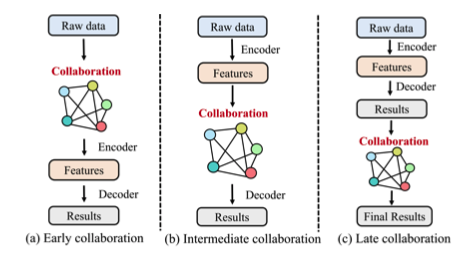 Raw data
Collaboration
Encoder
Features
Decoder
Results
(a) Early collaboration
Raw data
Encoder
Features
Collaboration
Decoder
Results
(b) Intermediate collaboration
Raw data
Encoder
Features
Decoder
Results
Collaboration
Final Results
(c) Late collaboration